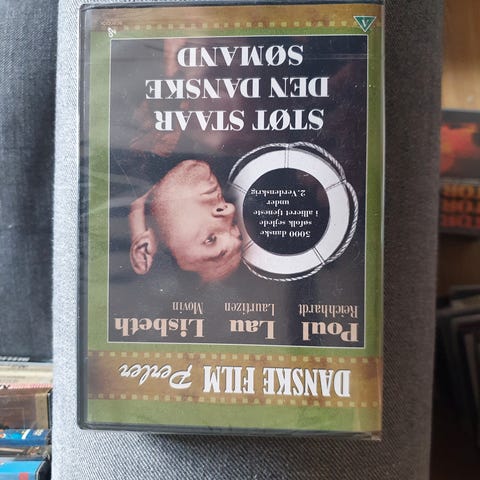 DANSKE FILM Perler
Poul Lau Lisbeth
Reichhardt Lauritzen Movin
5000 danske
søfolk sejlede
i allieret tjeneste
under
2. Verdenskrig
STØT STAAR
DEN DANSKE
SØMAND